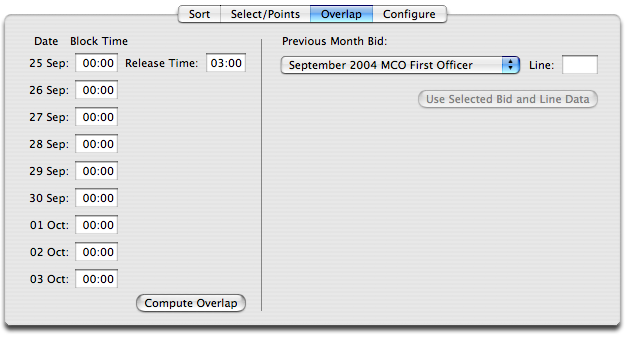 Sort Select/Points Overlap Configure
Date Block Time
25 Sep: 00:00 Release Time: 03:00
26 Sep: 00:00
27 Sep: 00:00
28 Sep: 00:00
29 Sep: 00:00
30 Sep: 00:00
01 Oct: 00:00
02 Oct: 00:00
03 Oct: 00:00
Compute Overlap
Previous Month Bid:
September 2004 MCO First Officer Line:
Use Selected Bid and Line Data